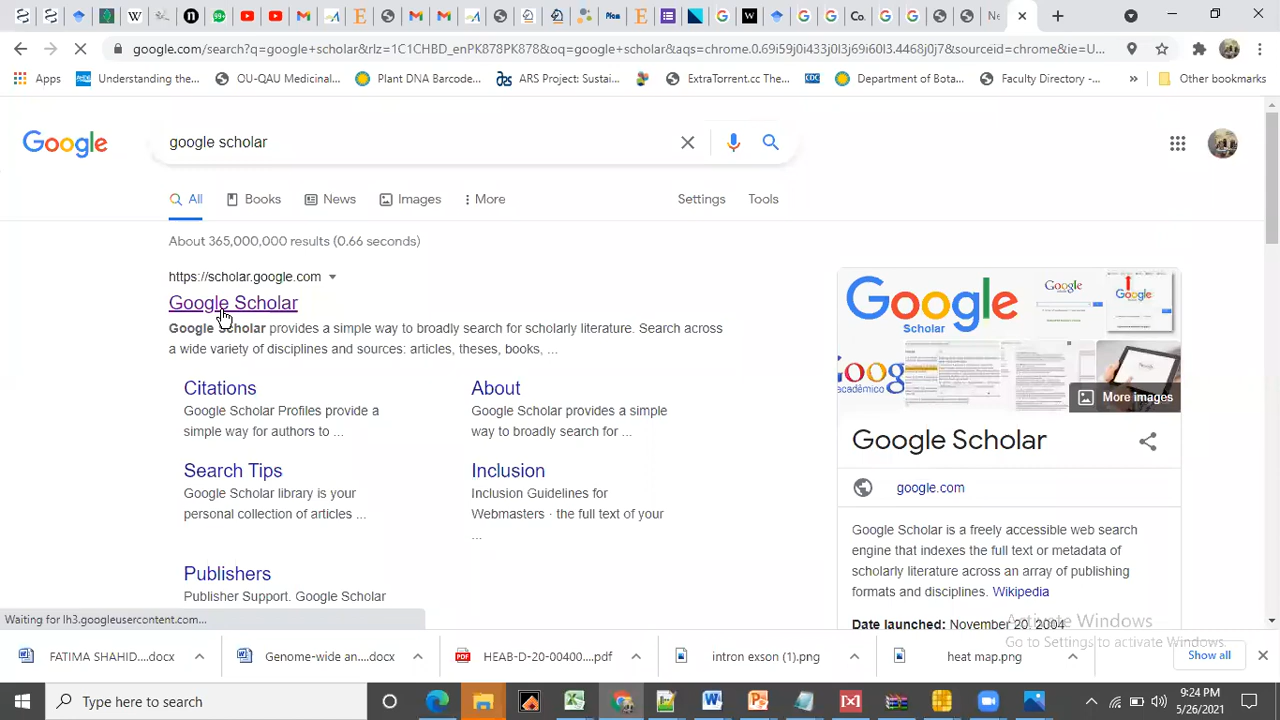 99+
Co.
Ne
google.com/search?q=google+scholar&rlz=1C1CHBD_enPK878PK878&oq=google+scholar&aqs=chrome.0.69i59j0i433j0l3j69i60l3.4468j0j7&sourceid=chrome&ie=U...
Apps
Understanding the...
OU-QAU Medicinal...
Plant DNA Barcode...
ARS Project: Sustai...
ExtraTorrent.cc The...
CDC
Department of Bota...
Faculty Directory -...
»
Other bookmarks
Google
google scholar
All
Books
News
Images
More
Settings
Tools
About 365,000,000 results (0.66 seconds)
https://scholar.google.com
Google Scholar
Google Scholar provides a simple way to broadly search for scholarly literature. Search across
a wide variety of disciplines and sources: articles, theses, books, ...
Citations
Google Scholar Profiles provide a
simple way for authors to ...
About
Google Scholar provides a simple
way to broadly search for ...
Search Tips
Google Scholar library is your
personal collection of articles ...
Inclusion
Inclusion Guidelines for
Webmasters · the full text of your
...
Publishers
Publisher Support. Google Scholar
Google
Scholar
Google
Google
Goog
acadêmico
More images
Google Scholar
google.com
Google Scholar is a freely accessible web search
engine that indexes the full text or metadata of
scholarly literature across an array of publishing
formats and disciplines. Wikipedia
Date launched: November 20, 2004
Activate Windows
Go to Settings to activate Windows.
Waiting for lh3.googleusercontent.com...
FATIMA SHAHID....docx
Genome-wide an....docx
HEAR-D-20-00400....pdf
intron exson (1).png
heat map.png
Show all
Type here to search
9:24 PM
5/26/2021